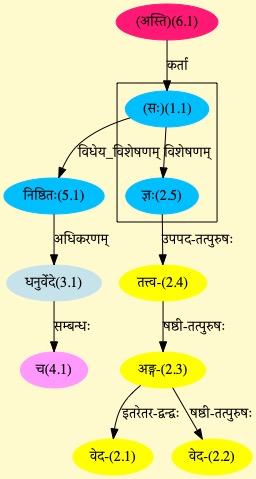 (अस्ति)(6.1)
कर्ता
(सः)(1.1)
विधेय_विशेषणम् विशेषणम्
निष्ठितः(5.1) ज्ञः(2.5)
अधिकरणम् उपपद-तत्पुरुषः
धनुर्वेदे(3.1) तत्त्व-(2.4)
सम्बन्धः षष्ठी-तत्पुरुषः
च(4.1) अङ्ग-(2.3)
इतरेतर-द्वन्द्वः षष्ठी-तत्पुरुषः
वेद-(2.1) वेद-(2.2)